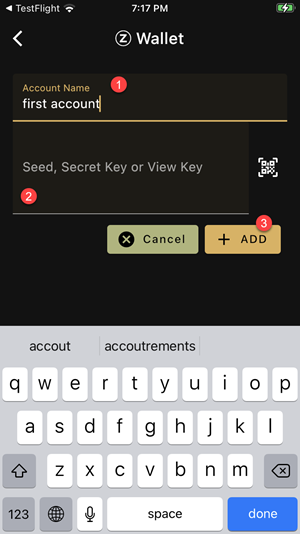 TestFlight 7:17 PM
Wallet
Account Name
1
first account
Seed, Secret Key or View Key
2
3
Cancel
ADD
accout accoutrements
q w e r t y u i o p
a s d f g h j k l
z x c v b n m
123 space done